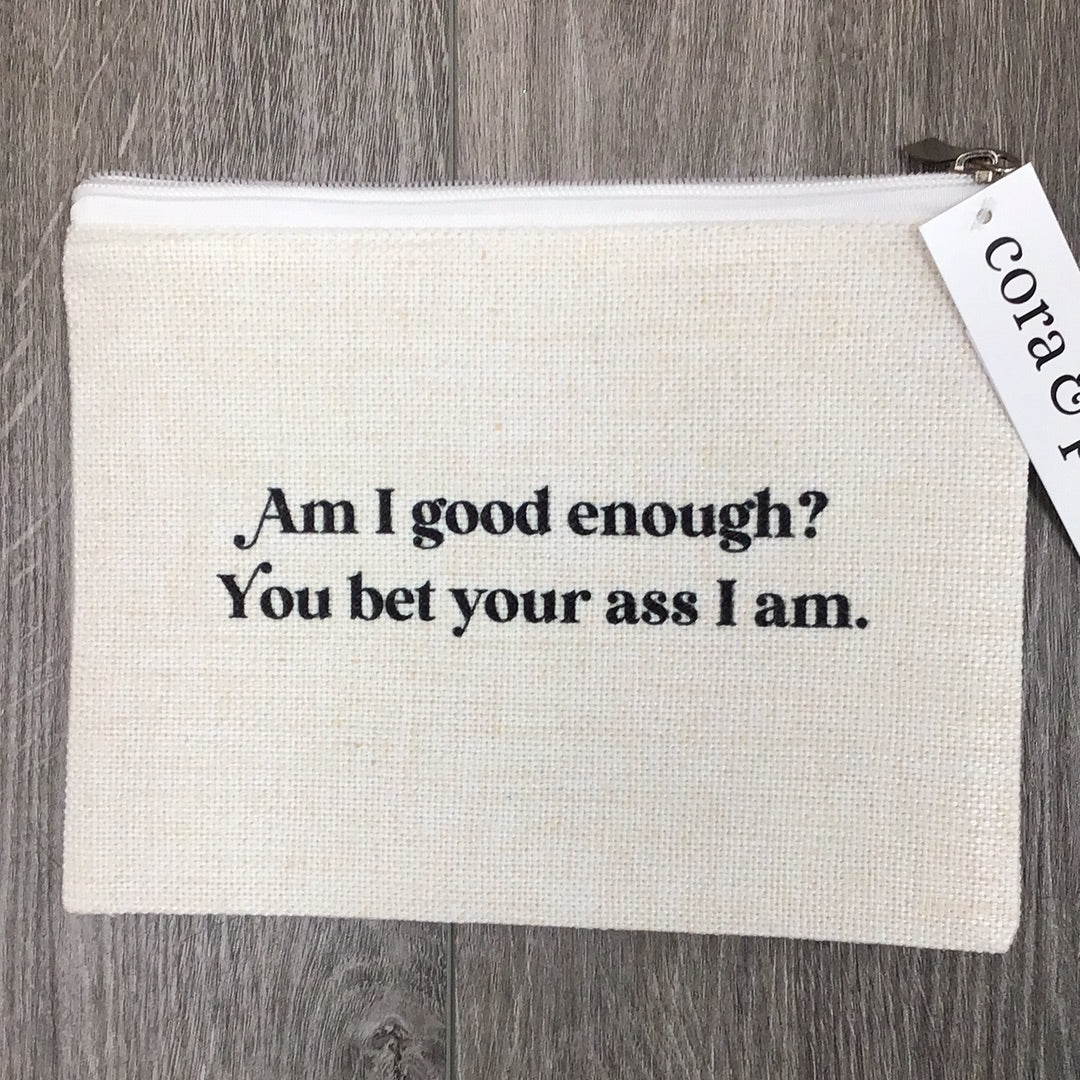 cora &
Am I good enough?
You bet your ass I am.